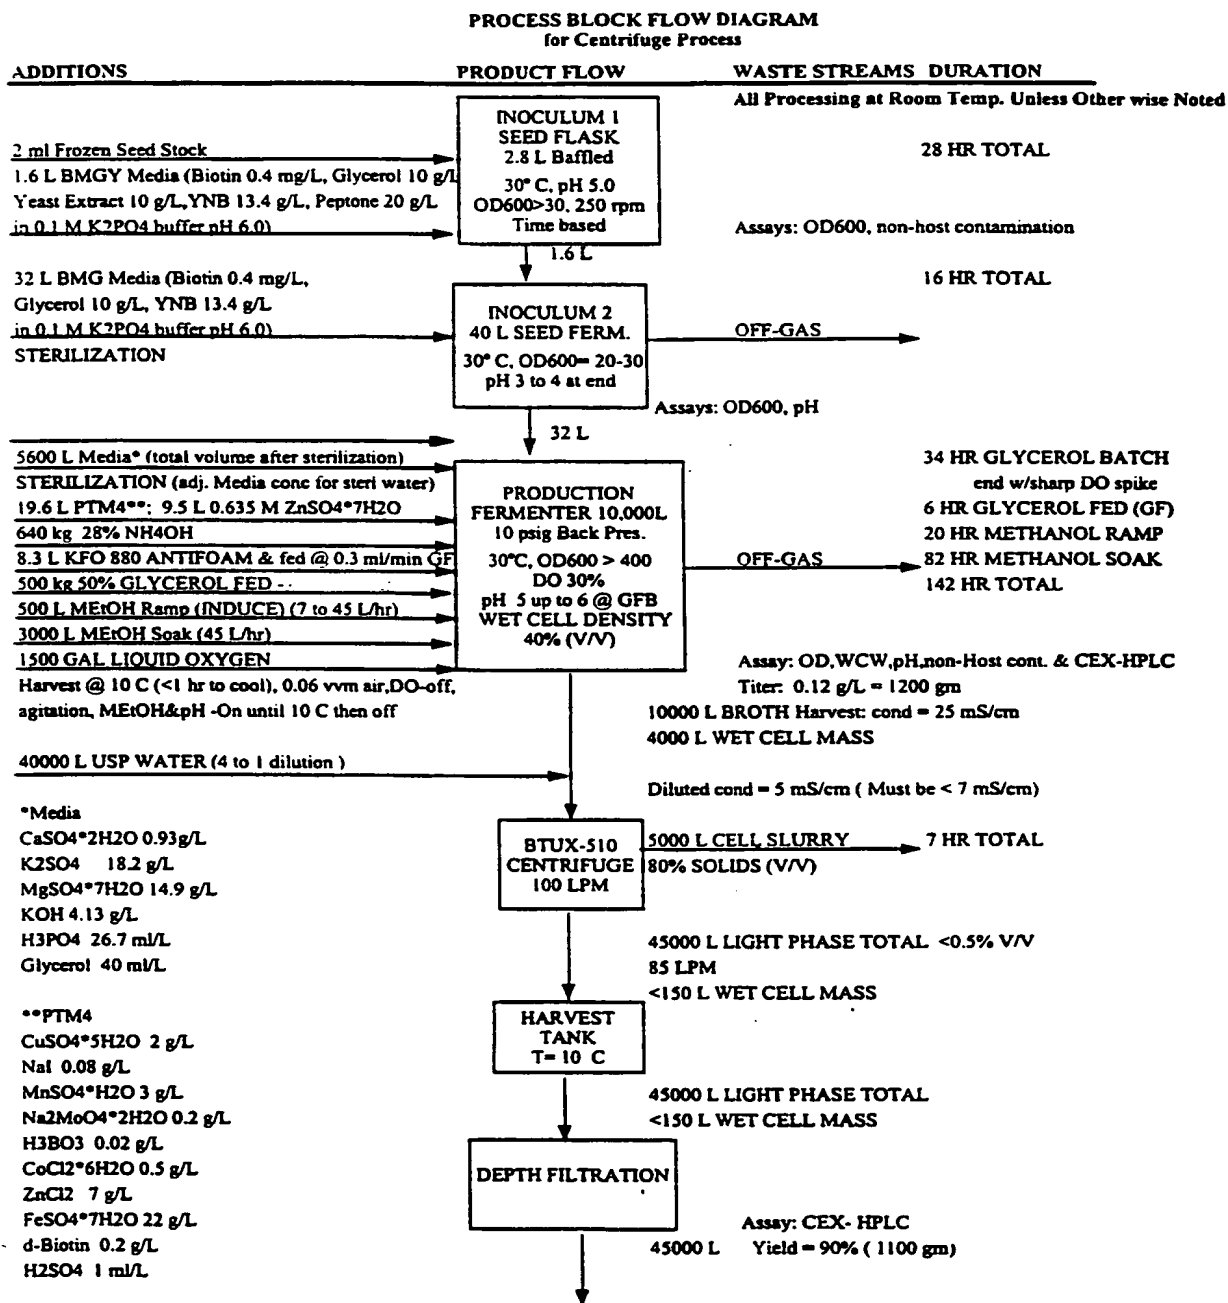 PROCESS BLOCK FLOW DIAGRAM
for Centrifuge Process
ADDITIONS PRODUCT FLOW WASTE STREAMS DURATION
All Processing at Room Temp. Unless Other wise Noted
INOCULUM 1
SEED FLASK
2.8 L Baffled
30° C, pH 5.0
OD600>30, 250 rpm
Time based
2 ml Frozen Seed Stock
28 HR TOTAL
1.6 L BMGY Media (Biotin 0.4 mg/L, Glycerol 10 g/L
Yeast Extract 10 g/L,YNB 13.4 g/L, Peptone 20 g/L
in 0.1 M K2PO4 buffer pH 6.0)
Assays: OD600, non-host contamination
1.6 L
32 L BMG Media (Biotin 0.4 mg/L,
Glycerol 10 g/L, YNB 13.4 g/L
in 0.1 M K2PO4 buffer pH 6.0)
STERILIZATION
16 HR TOTAL
INOCULUM 2
40 L SEED FERM.
30° C, OD600= 20-30
pH 3 to 4 at end
OFF-GAS
Assays: OD600, pH
32 L
5600 L Media* (total volume after sterilization)
STERILIZATION (adj. Media conc for steri water)
19.6 L PTM4**; 9.5 L 0.635 M ZnSO4*7H2O
640 kg 28% NH4OH
8.3 L KFO 880 ANTIFOAM & fed @ 0.3 ml/min GF
500 kg 50% GLYCEROL FED -
500 L MEtOH Ramp (INDUCE) (7 to 45 L/hr)
3000 L MEtOH Soak (45 L/hr)
1500 GAL LIQUID OXYGEN
Harvest @ 10 C (<1 hr to cool), 0.06 vvm air,DO-off,
agitation, MEtOH&pH -On until 10 C then off
PRODUCTION
FERMENTER 10,000L
10 psig Back Pres.
30°C, OD600 > 400
DO 30%
pH 5 up to 6 @ GFB
WET CELL DENSITY
40% (V/V)
OFF-GAS
34 HR GLYCEROL BATCH
end w/sharp DO spike
6 HR GLYCEROL FED (GF)
20 HR METHANOL RAMP
82 HR METHANOL SOAK
142 HR TOTAL
Assay: OD,WCW,pH,non-Host cont. & CEX-HPLC
Titer: 0.12 g/L = 1200 gm
10000 L BROTH Harvest: cond = 25 mS/cm
4000 L WET CELL MASS
40000 L USP WATER (4 to 1 dilution )
Diluted cond = 5 mS/cm ( Must be < 7 mS/cm)
*Media
CaSO4*2H2O 0.93g/L
K2SO4 18.2 g/L
MgSO4*7H2O 14.9 g/L
KOH 4.13 g/L
H3PO4 26.7 ml/L
Glycerol 40 ml/L
BTUX-510
CENTRIFUGE
100 LPM
5000 L CELL SLURRY
80% SOLIDS (V/V)
7 HR TOTAL
45000 L LIGHT PHASE TOTAL <0.5% V/V
85 LPM
<150 L WET CELL MASS
**PTM4
CuSO4*5H2O 2 g/L
NaI 0.08 g/L
MnSO4*H2O 3 g/L
Na2MoO4*2H2O 0.2 g/L
H3BO3 0.02 g/L
CoCl2*6H2O 0.5 g/L
ZnCl2 7 g/L
FeSO4*7H2O 22 g/L
d-Biotin 0.2 g/L
H2SO4 1 ml/L
HARVEST
TANK
T= 10 C
45000 L LIGHT PHASE TOTAL
<150 L WET CELL MASS
DEPTH FILTRATION
Assay: CEX- HPLC
45000 L Yield = 90% ( 1100 gm)